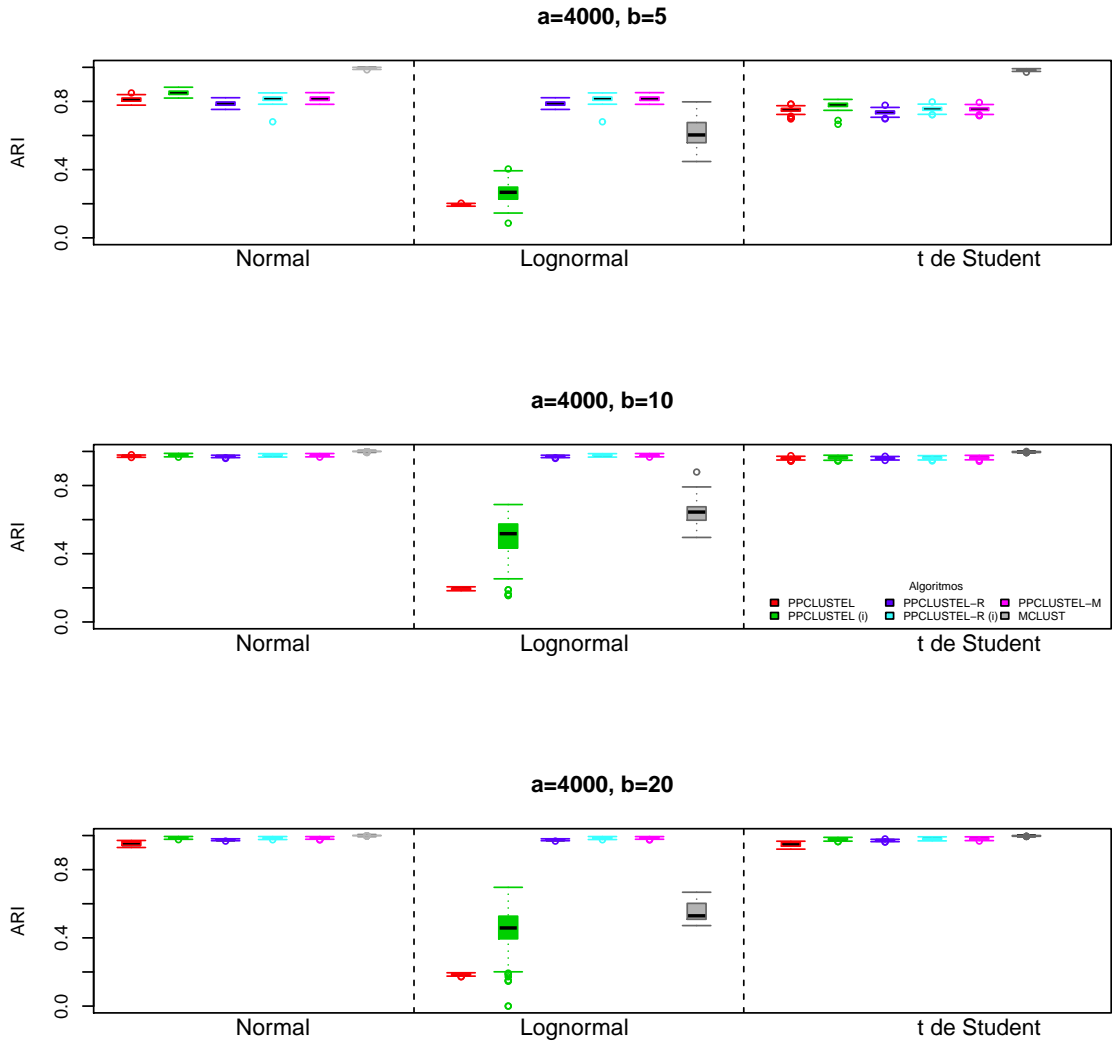 a=4000, b=5
ARI
0.0 0.4 0.8
Normal Lognormal t de Student
a=4000, b=10
ARI
0.0 0.4 0.8
Algoritmos
PPCLUSTEL PPCLUSTEL−R PPCLUSTEL−M
PPCLUSTEL (i) PPCLUSTEL−R (i) MCLUST
Normal Lognormal t de Student
a=4000, b=20
ARI
0.0 0.4 0.8
Normal Lognormal t de Student